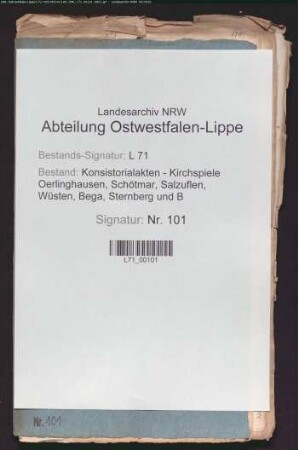 Landesarchiv NRW
Abteilung Ostwestfalen-Lippe
Bestands-Signatur: L 71
Bestand: Konsistorialakten - Kirchspiele
Oerlinghausen, Schötmar, Salzuflen,
Wüsten, Bega, Sternberg und B
Signatur: Nr. 101
L71_00101
Nr. 101